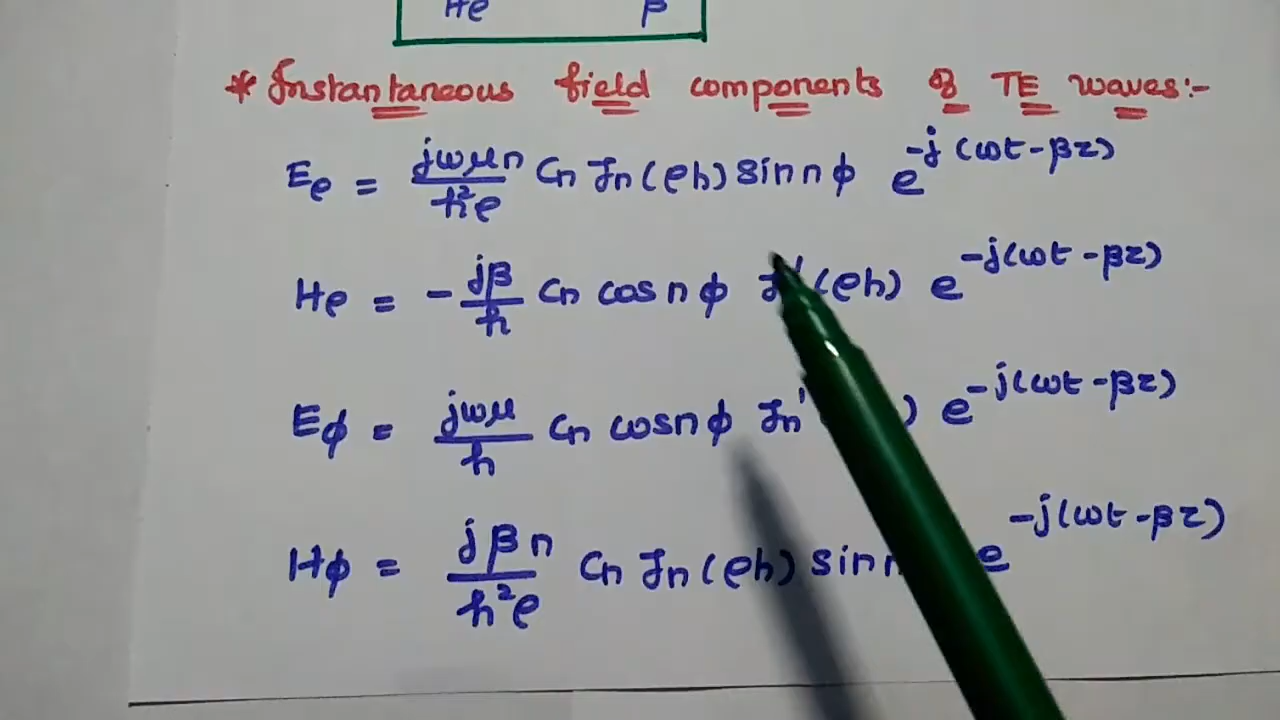 Hρ β
* Instantaneous field components of TE waves:-
Eρ = jωμn/h²ρ Cn Jn(ρh) sin nϕ e^-j(ωt-βz)
Hρ = -jβ/h Cn cos nϕ (ρh) e^-j(ωt-βz)
Eϕ = jωμ/h Cn cos nϕ Jn' ) e^-j(ωt-βz)
Hϕ = jβn/h²ρ Cn Jn(ρh) sin e^-j(ωt-βz)